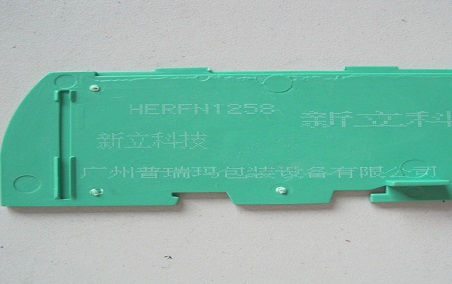 HERFN1258
新立科
新立科技
广州普瑞玛包装设备有限公司